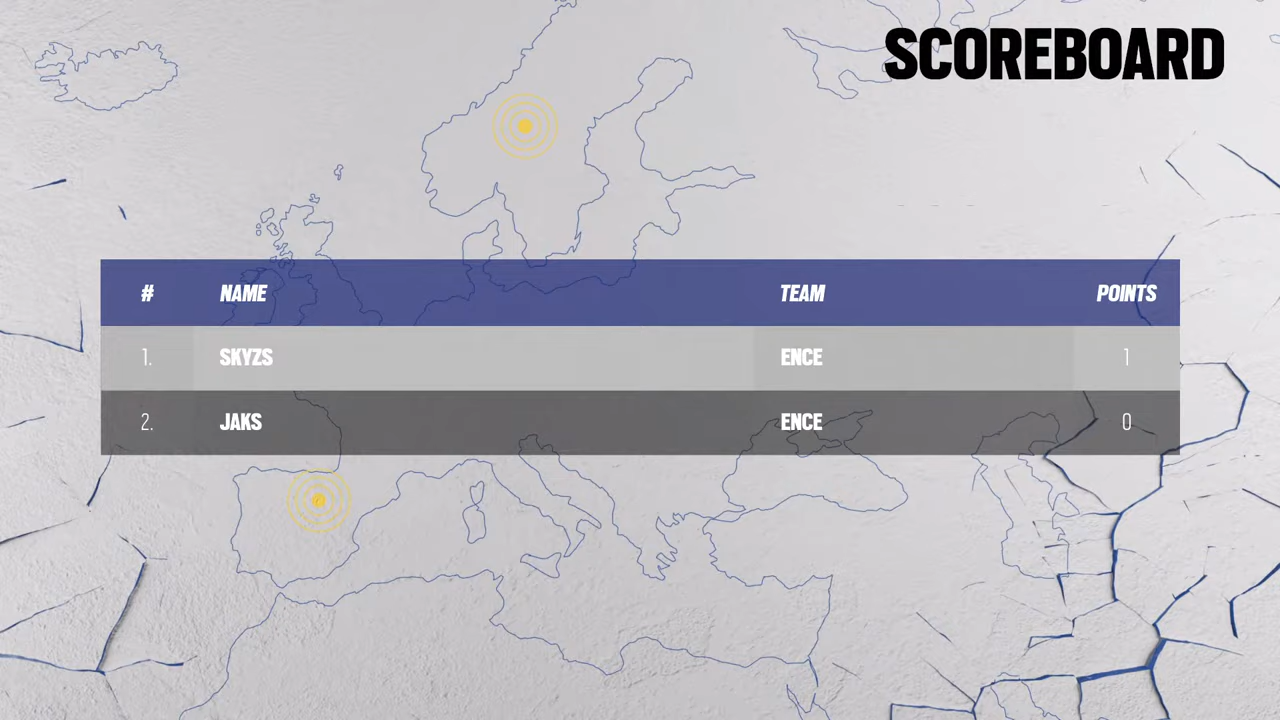 SCOREBOARD
# NAME TEAM POINTS
1. SKYZS ENCE 1
2. JAKS ENCE 0